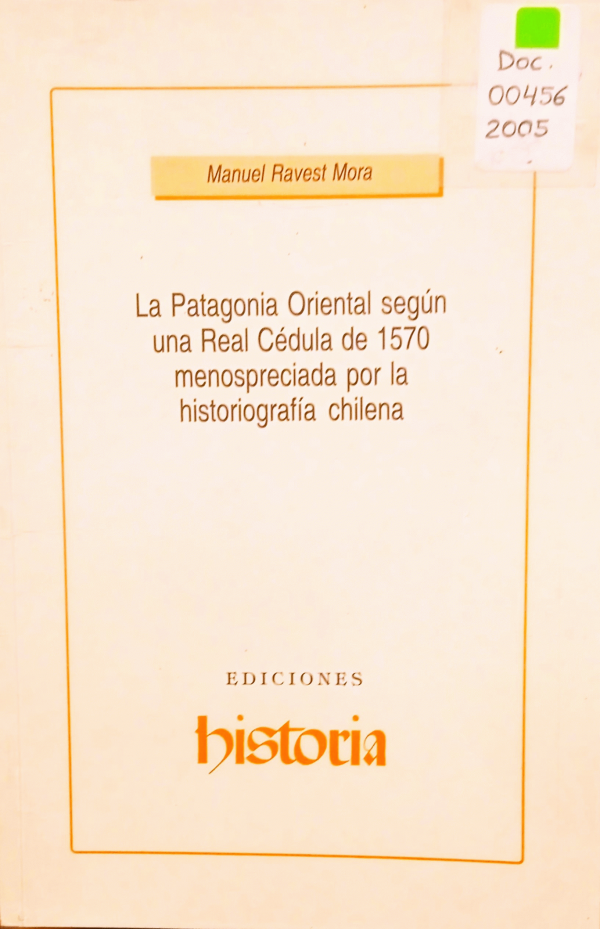 Doc.
00456
2005
Manuel Ravest Mora
La Patagonia Oriental según
una Real Cédula de 1570
menospreciada por la
historiografía chilena
EDICIONES
historia